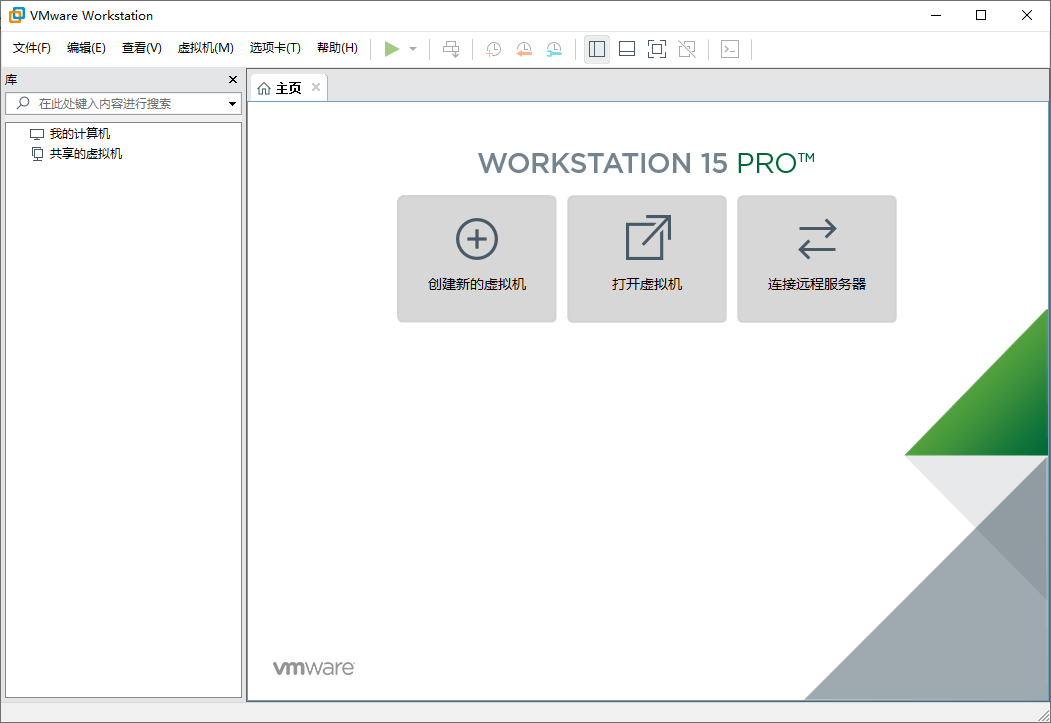 VMware Workstation
文件(F) 编辑(E) 查看(V) 虚拟机(M) 选项卡(T) 帮助(H)
库
主页
在此处键入内容进行搜索
我的计算机
共享的虚拟机
WORKSTATION 15 PRO™
创建新的虚拟机 打开虚拟机 连接远程服务器
vmware